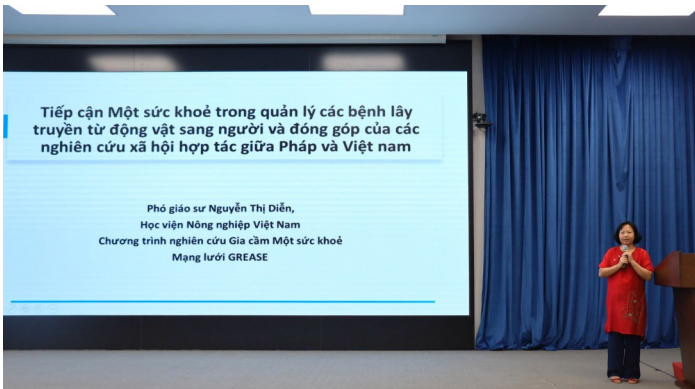 Tiếp cận Một sức khoẻ trong quản lý các bệnh lây
truyền từ động vật sang người và đóng góp của các
nghiên cứu xã hội hợp tác giữa Pháp và Việt nam
Phó giáo sư Nguyễn Thị Diễn,
Học viện Nông nghiệp Việt Nam
Chương trình nghiên cứu Gia cầm Một sức khoẻ
Mạng lưới GREASE